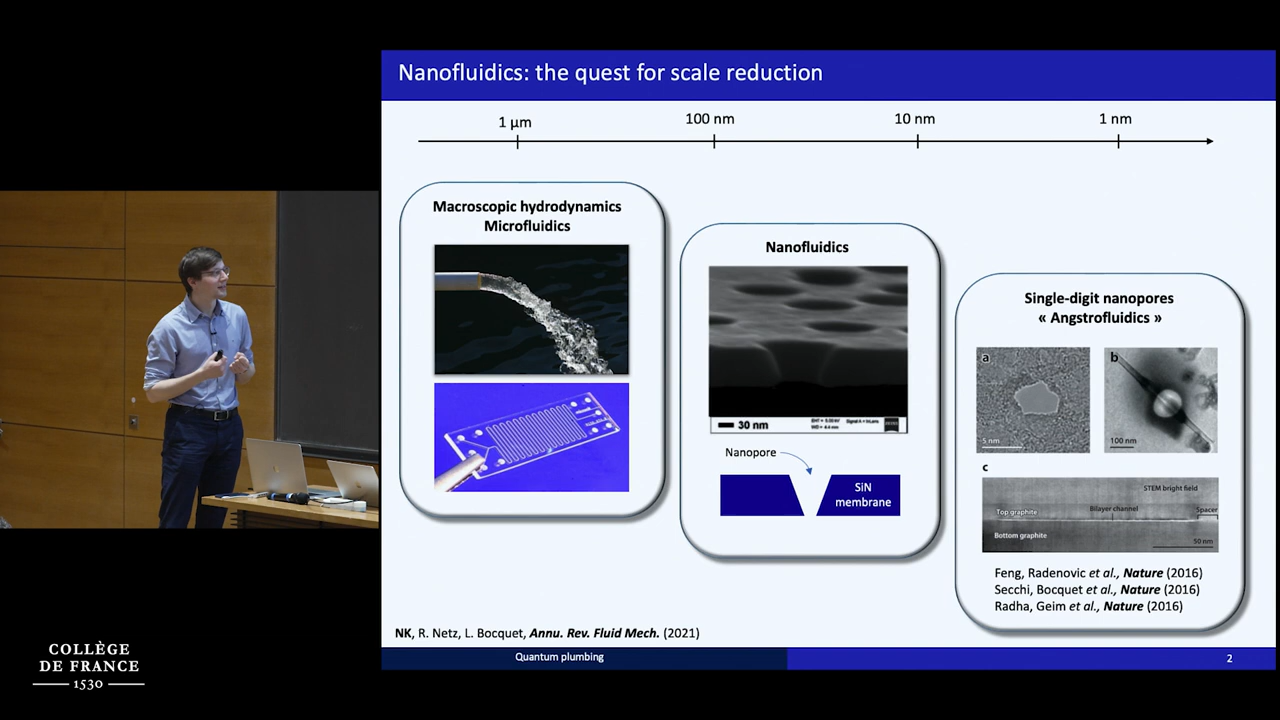 Nanofluidics: the quest for scale reduction
1 µm
100 nm
10 nm
1 nm
Macroscopic hydrodynamics
Microfluidics
Nanofluidics
30 nm
Nanopore
SiN
membrane
Single-digit nanopores
« Angstrofluidics »
a
5 nm
b
100 nm
c
STEM bright field
Top graphite
Bilayer channel
Spacer
Bottom graphite
50 nm
Feng, Radenovic et al., Nature (2016)
Secchi, Bocquet et al., Nature (2016)
Radha, Geim et al., Nature (2016)
NK, R. Netz, L. Bocquet, Annu. Rev. Fluid Mech. (2021)
Quantum plumbing
2
COLLÈGE
DE FRANCE
1530